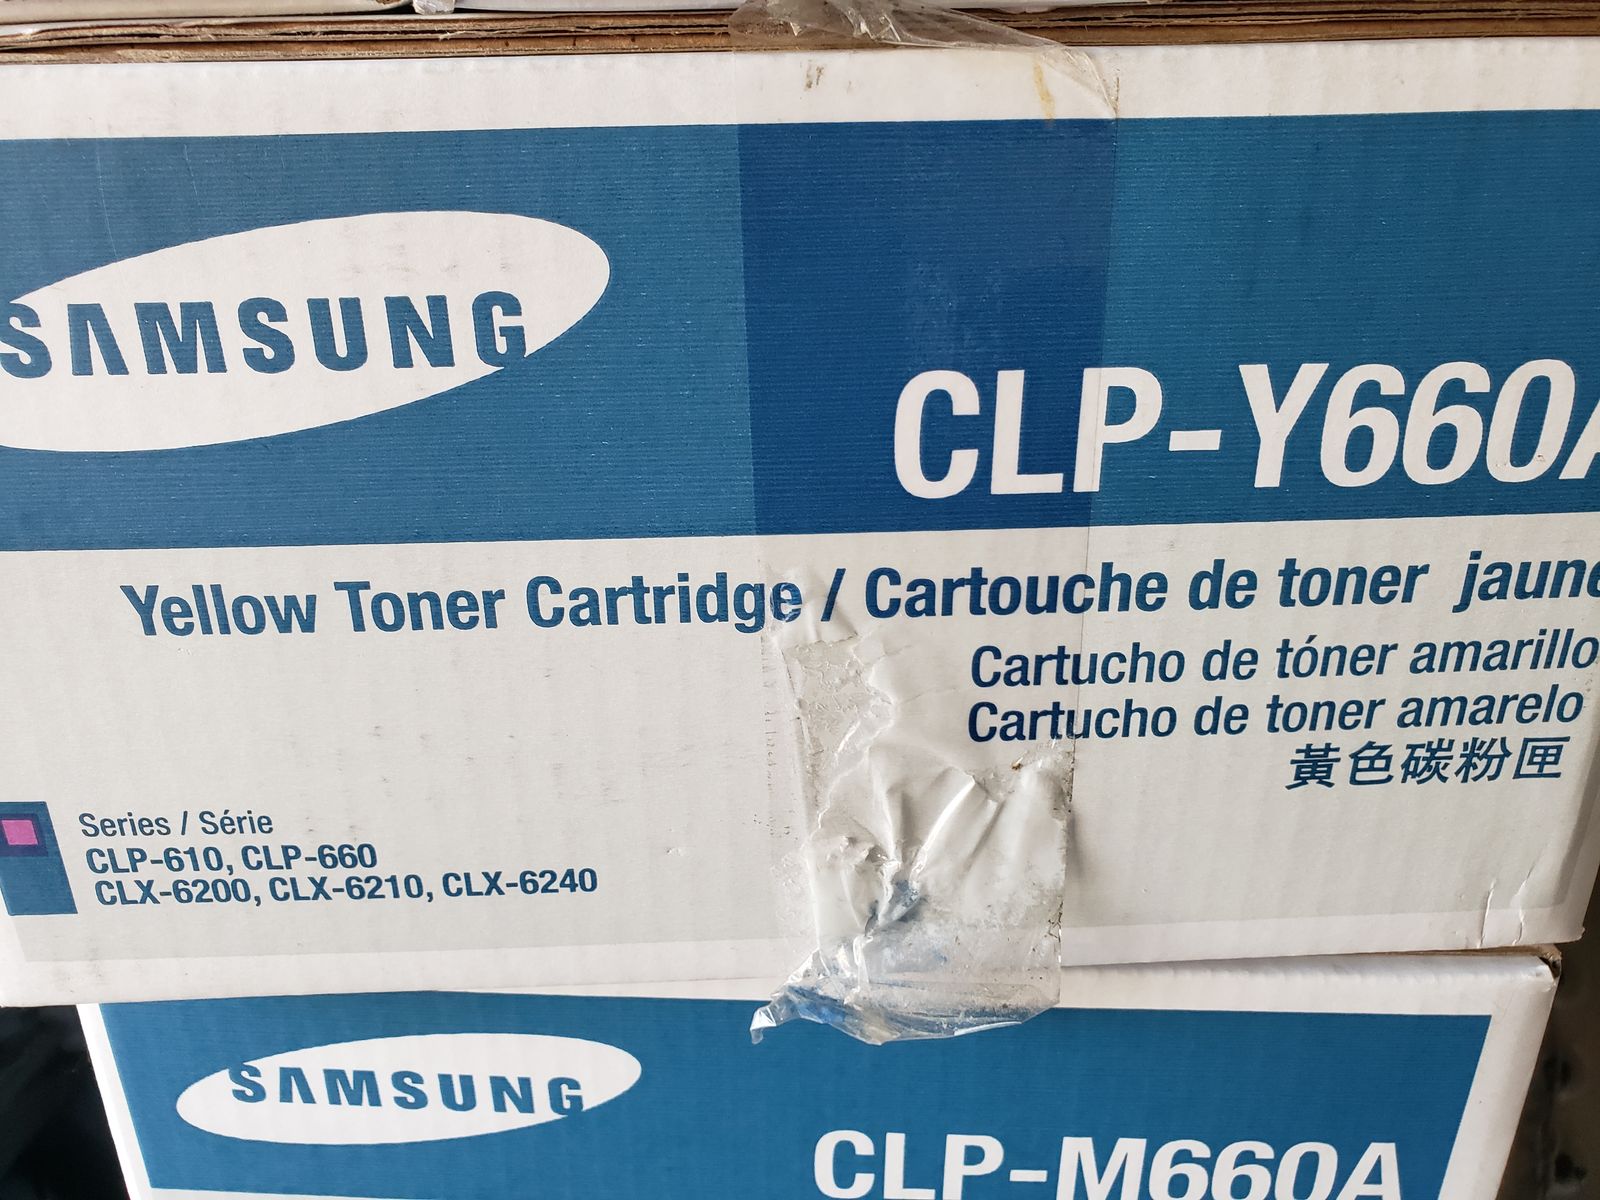 SAMSUNG
CLP-Y660A
Yellow Toner Cartridge / Cartouche de toner jaune
Cartucho de tóner amarillo
Cartucho de toner amarelo
黃色碳粉匣
Series / Série
CLP-610, CLP-660
CLX-6200, CLX-6210, CLX-6240
SAMSUNG
CLP-M660A